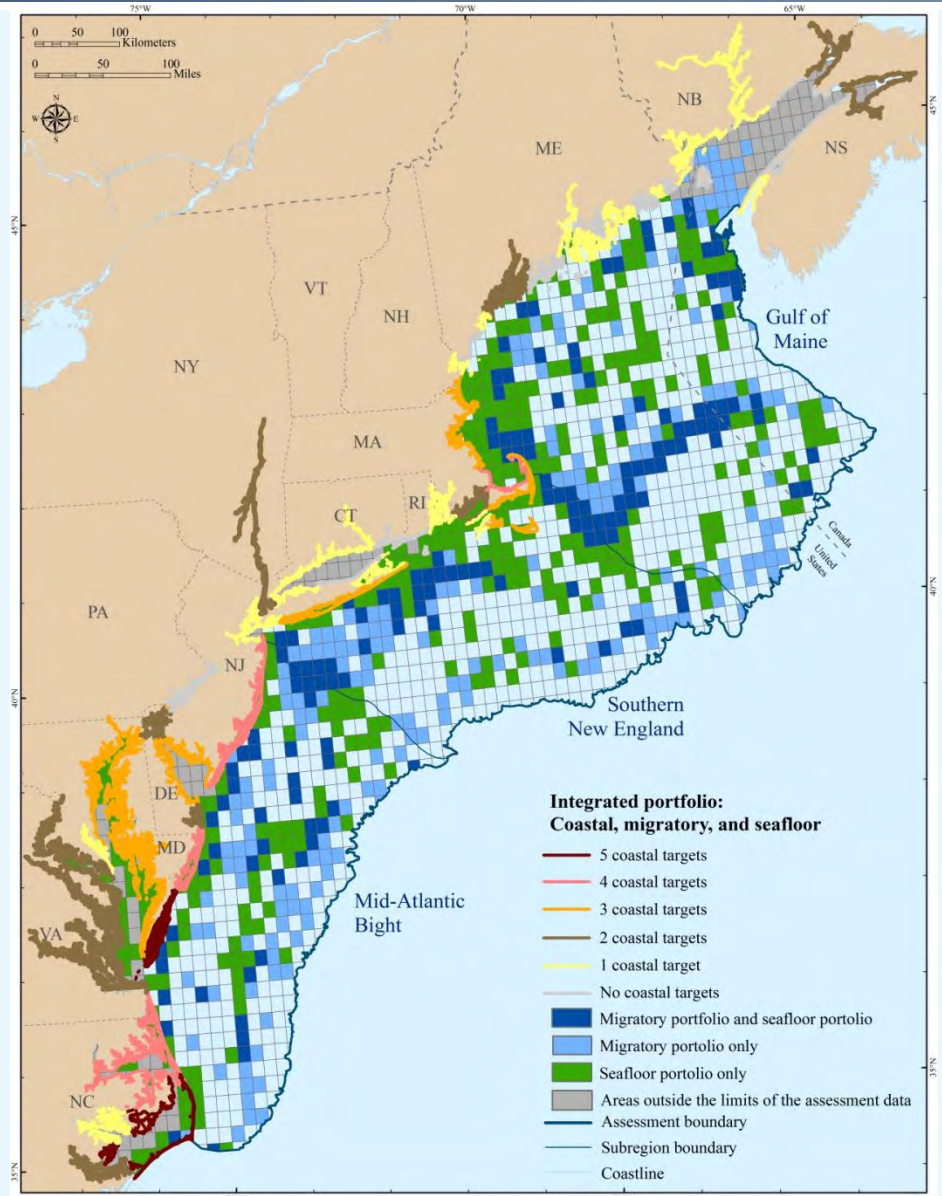 75°W
70°W
65°W
0 50 100
Kilometers
0 50 100
Miles
N
W E
S
45°N
45°N
NB
NS
ME
VT
NH
NY
Gulf of
Maine
MA
CT
RI
Canada
United
States
40°N
PA
NJ
40°N
Southern
New England
DE
MD
VA
Mid-Atlantic
Bight
NC
35°N
35°N
Integrated portfolio:
Coastal, migratory, and seafloor
5 coastal targets
4 coastal targets
3 coastal targets
2 coastal targets
1 coastal target
No coastal targets
Migratory portfolio and seafloor portolio
Migratory portolio only
Seafloor portolio only
Areas outside the limits of the assessment data
Assessment boundary
Subregion boundary
Coastline